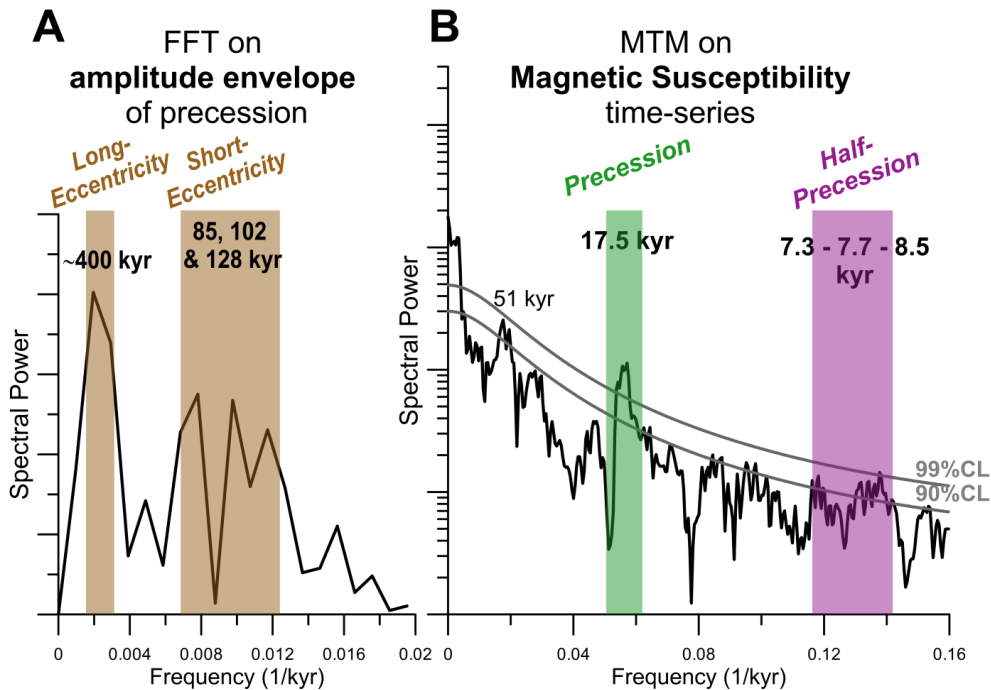 A
FFT on
amplitude envelope
of precession
Long-
Eccentricity
Short-
Eccentricity
~400 kyr
85, 102
& 128 kyr
Spectral Power
0
0.004
0.008
0.012
0.016
0.02
Frequency (1/kyr)
B
MTM on
Magnetic Susceptibility
time-series
Precession
Half-
Precession
17.5 kyr
7.3 - 7.7 - 8.5
kyr
51 kyr
99%CL
90%CL
Spectral Power
0
0.04
0.08
0.12
0.16
Frequency (1/kyr)